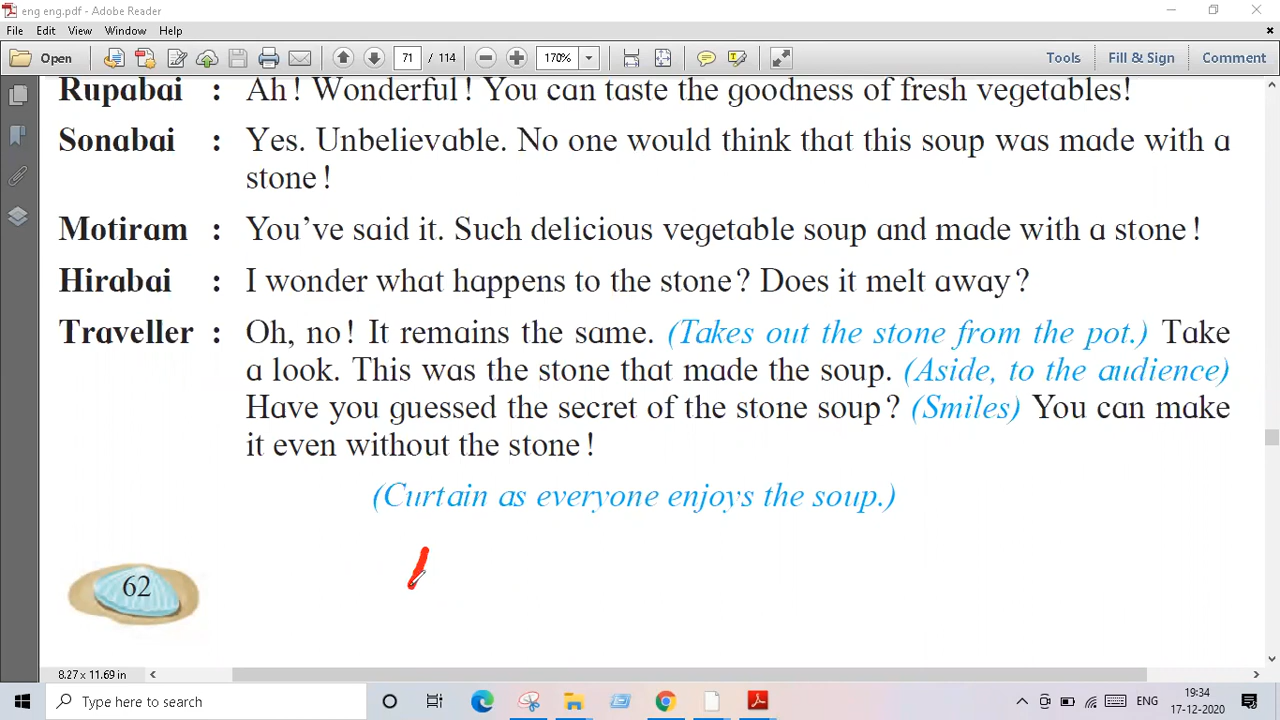 eng eng.pdf - Adobe Reader
File Edit View Window Help
Open 71 / 114 170% Tools Fill & Sign Comment
Rupabai : Ah! Wonderful! You can taste the goodness of fresh vegetables!
Sonabai : Yes. Unbelievable. No one would think that this soup was made with a
stone!
Motiram : You've said it. Such delicious vegetable soup and made with a stone!
Hirabai : I wonder what happens to the stone? Does it melt away?
Traveller : Oh, no! It remains the same. (Takes out the stone from the pot.) Take
a look. This was the stone that made the soup. (Aside, to the audience)
Have you guessed the secret of the stone soup? (Smiles) You can make
it even without the stone!
(Curtain as everyone enjoys the soup.)
62
8.27 x 11.69 in
Type here to search ENG 19:34
17-12-2020